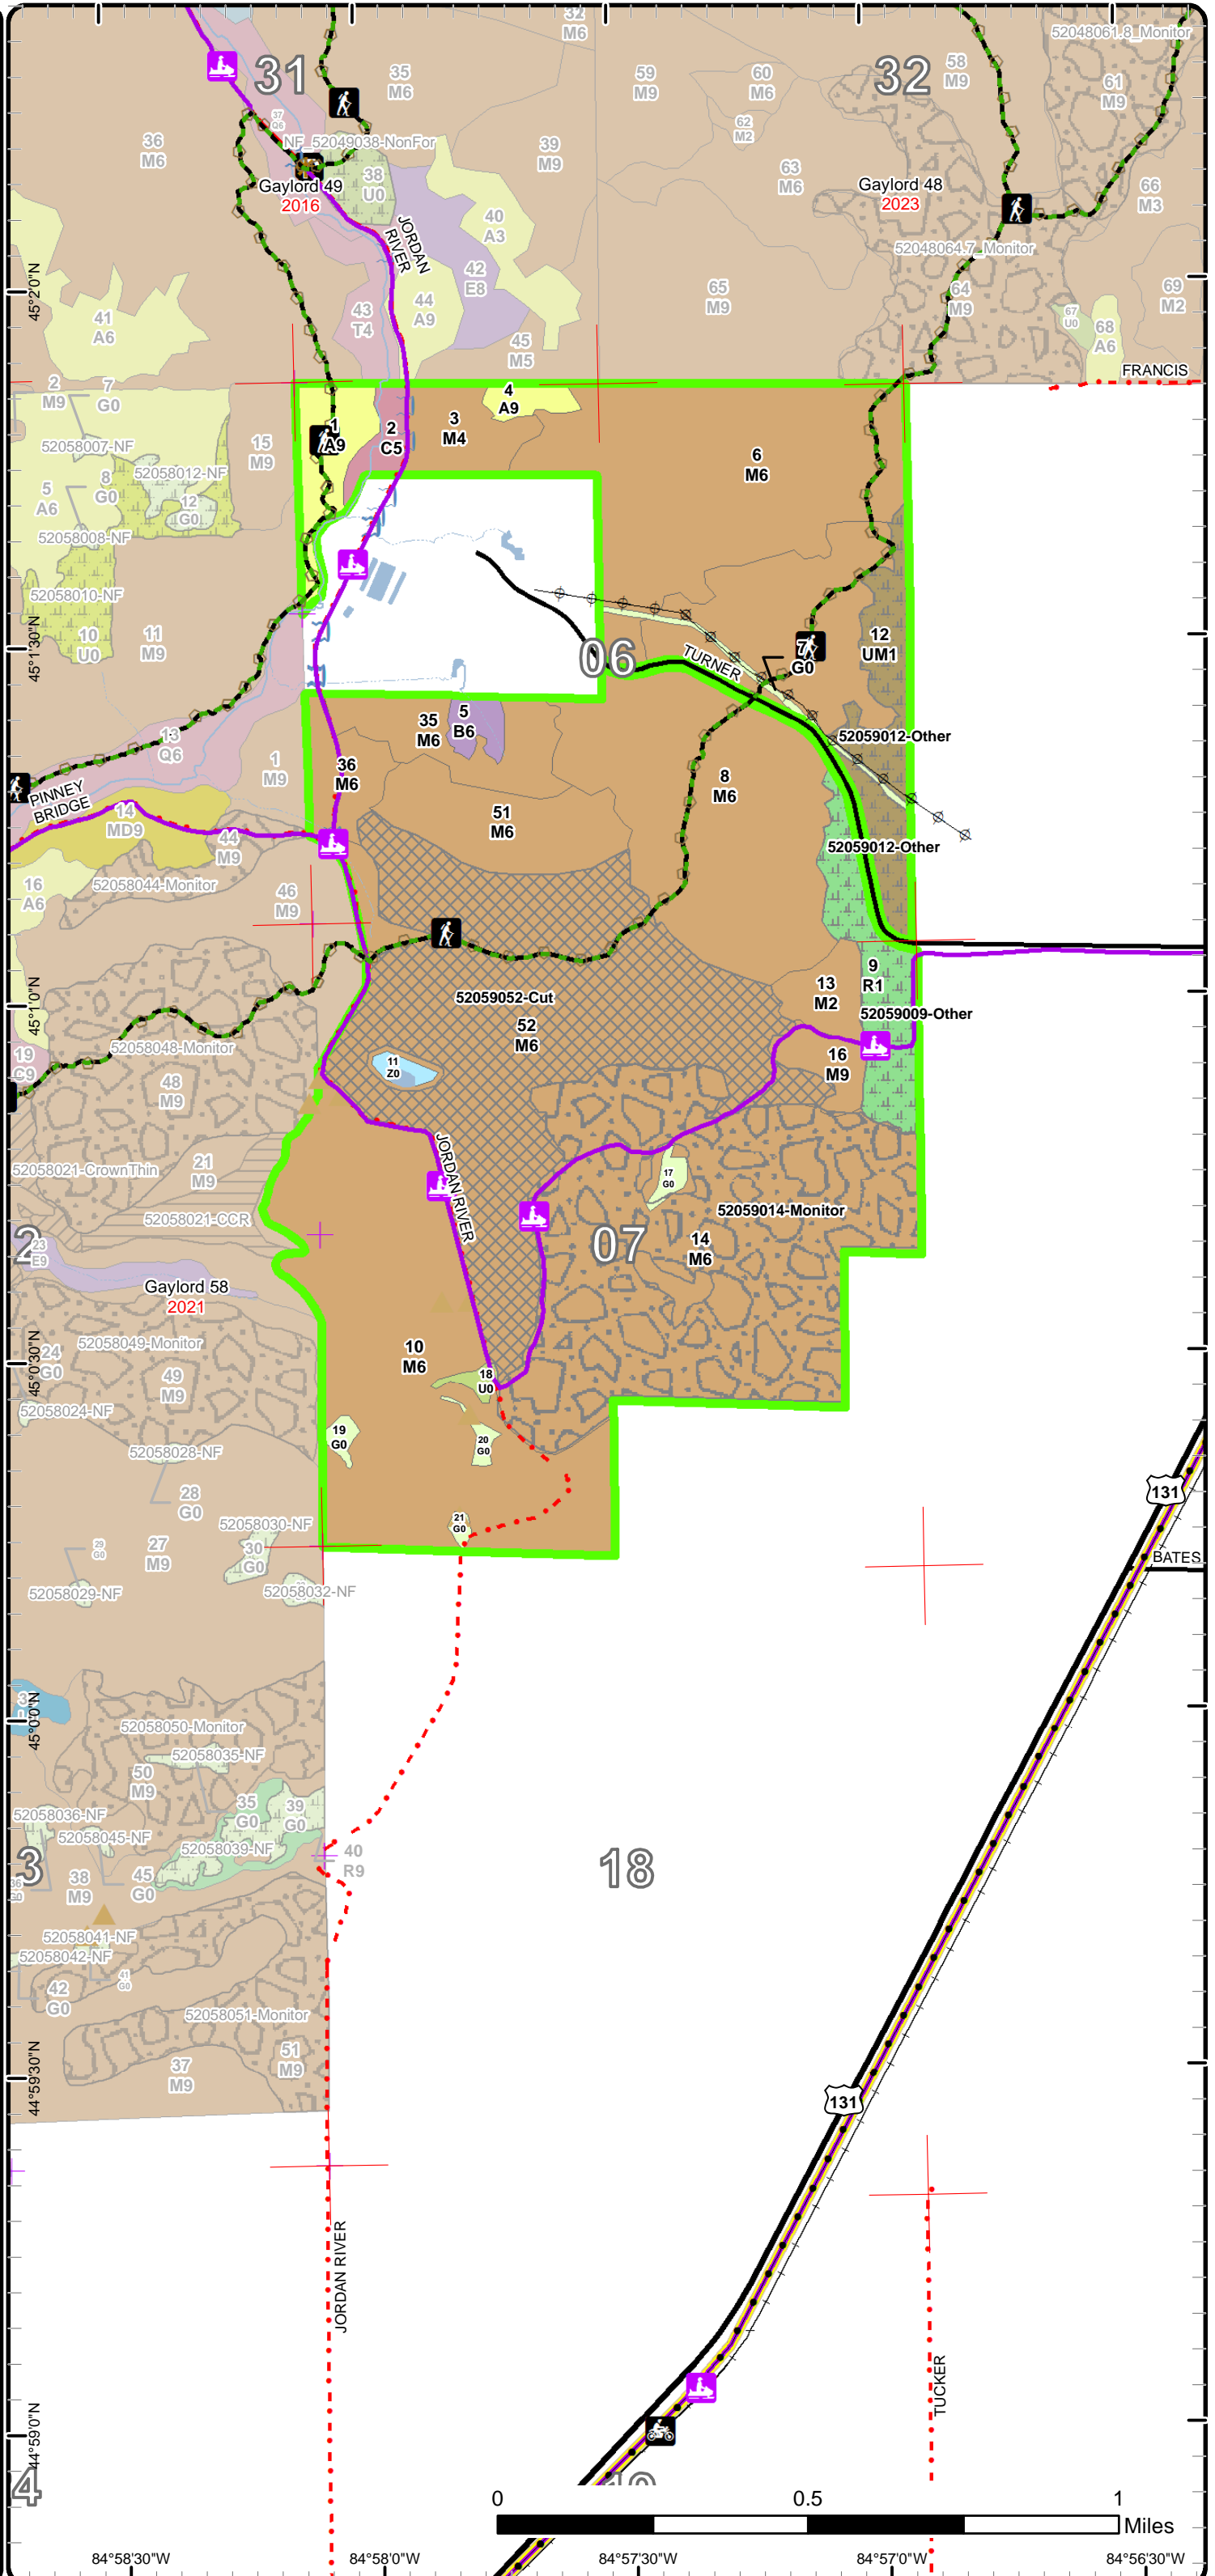 32
M6
52048061.8_Monitor
31
35
M6
59
M9
60
M6
32
58
M9
61
M9
37
Q6
62
M2
36
M6
NF_52049038-NonFor
39
M9
38
U0
63
M6
Gaylord 49
2016
Gaylord 48
2023
66
M3
40
A3
JORDAN
RIVER
52048064.7_Monitor
42
E8
45°2'0"N
43
T4
44
A9
65
M9
64
M9
69
M2
41
A6
67
U0
68
A6
45
M5
FRANCIS
2
M9
7
G0
4
A9
1
A9
2
C5
3
M4
15
M9
52058007-NF
6
M6
52058012-NF
8
G0
5
A6
12
G0
52058008-NF
52058010-NF
10
U0
11
M9
45°1'30"N
12
UM1
06
TURNER
7
G0
5
B6
35
M6
13
Q6
52059012-Other
1
M9
36
M6
8
M6
PINNEY
BRIDGE
14
MD9
51
M6
44
M9
52059012-Other
16
A6
52058044-Monitor
46
M9
9
R1
13
M2
52059052-Cut
45°1'0"N
52059009-Other
52
M6
52058048-Monitor
19
C9
11
Z0
16
M9
48
M9
52058021-CrownThin
21
M9
JORDAN RIVER
17
G0
52059014-Monitor
52058021-CCR
2
23
E9
07
14
M6
Gaylord 58
2021
52058049-Monitor
24
G0
10
M6
45°0'30"N
49
M9
18
U0
52058024-NF
19
G0
20
G0
52058028-NF
28
G0
131
21
G0
52058030-NF
27
M9
29
G0
30
G0
BATES
52058029-NF
52058032-NF
3
45°0'0"N
52058050-Monitor
52058035-NF
50
M9
35
G0
39
G0
52058036-NF
52058045-NF
52058039-NF
40
R9
3
18
38
M9
45
G0
36
52058041-NF
52058042-NF
41
G0
42
G0
52058051-Monitor
51
M9
37
M9
44°59'30"N
131
JORDAN RIVER
TUCKER
44°59'0"N
4
0
0.5
1
Miles
84°58'30"W
84°58'0"W
84°57'30"W
84°57'0"W
84°56'30"W